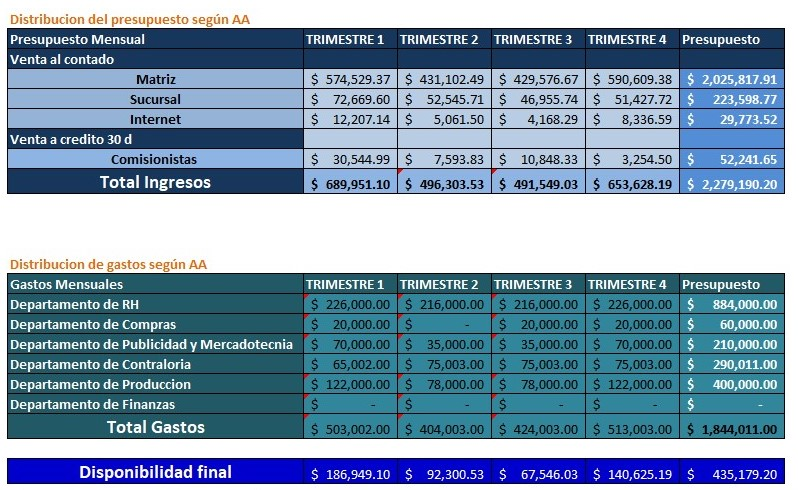 Distribucion del presupuesto según AA
Presupuesto Mensual TRIMESTRE 1 TRIMESTRE 2 TRIMESTRE 3 TRIMESTRE 4 Presupuesto
Venta al contado
Matriz $ 574,529.37 $ 431,102.49 $ 429,576.67 $ 590,609.38 $ 2,025,817.91
Sucursal $ 72,669.60 $ 52,545.71 $ 46,955.74 $ 51,427.72 $ 223,598.77
Internet $ 12,207.14 $ 5,061.50 $ 4,168.29 $ 8,336.59 $ 29,773.52
Venta a credito 30 d
Comisionistas $ 30,544.99 $ 7,593.83 $ 10,848.33 $ 3,254.50 $ 52,241.65
Total Ingresos $ 689,951.10 $ 496,303.53 $ 491,549.03 $ 653,628.19 $ 2,279,190.20
Distribucion de gastos según AA
Gastos Mensuales TRIMESTRE 1 TRIMESTRE 2 TRIMESTRE 3 TRIMESTRE 4 Presupuesto
Departamento de RH $ 226,000.00 $ 216,000.00 $ 216,000.00 $ 226,000.00 $ 884,000.00
Departamento de Compras $ 20,000.00 $ - $ 20,000.00 $ 20,000.00 $ 60,000.00
Departamento de Publicidad y Mercadotecnia $ 70,000.00 $ 35,000.00 $ 35,000.00 $ 70,000.00 $ 210,000.00
Departamento de Contraloria $ 65,002.00 $ 75,003.00 $ 75,003.00 $ 75,003.00 $ 290,011.00
Departamento de Produccion $ 122,000.00 $ 78,000.00 $ 78,000.00 $ 122,000.00 $ 400,000.00
Departamento de Finanzas $ - $ - $ - $ - $ -
Total Gastos $ 503,002.00 $ 404,003.00 $ 424,003.00 $ 513,003.00 $ 1,844,011.00
Disponibilidad final $ 186,949.10 $ 92,300.53 $ 67,546.03 $ 140,625.19 $ 435,179.20